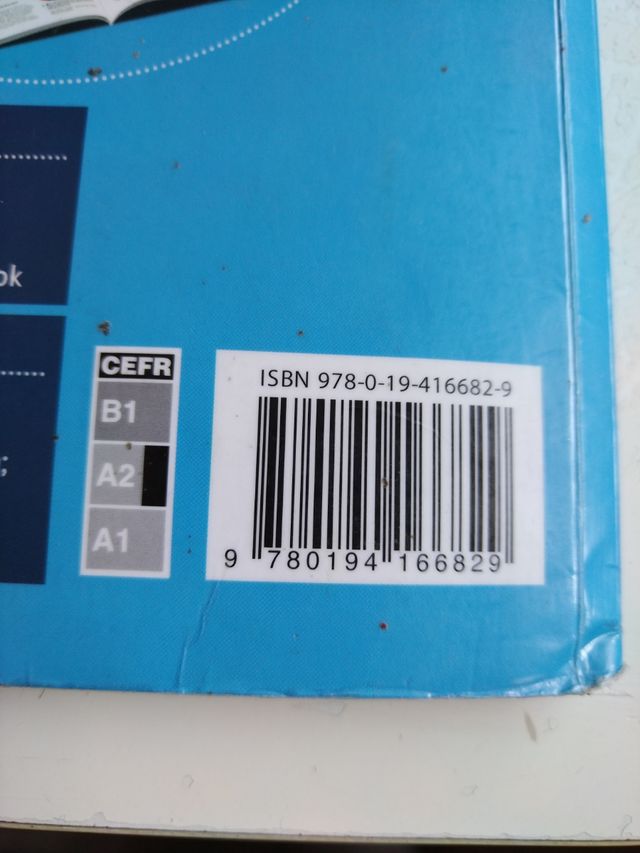 ok
CEFR
B1
A2
A1
ISBN 978-0-19-416682-9
9 780194 166829